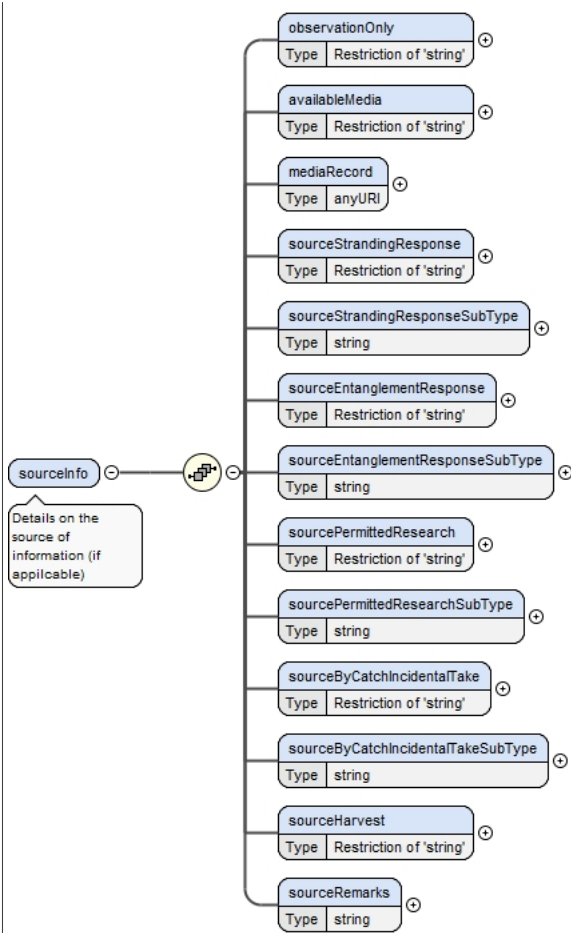 observationOnly
Type Restriction of 'string'
availableMedia
Type Restriction of 'string'
mediaRecord
Type anyURI
sourceStrandingResponse
Type Restriction of 'string'
sourceStrandingResponseSubType
Type string
sourceEntanglementResponse
Type Restriction of 'string'
sourceInfo
Details on the
source of
information (if
appilcable)
sourceEntanglementResponseSubType
Type string
sourcePermittedResearch
Type Restriction of 'string'
sourcePermittedResearchSubType
Type string
sourceByCatchIncidentalTake
Type Restriction of 'string'
sourceByCatchIncidentalTakeSubType
Type string
sourceHarvest
Type Restriction of 'string'
sourceRemarks
Type string